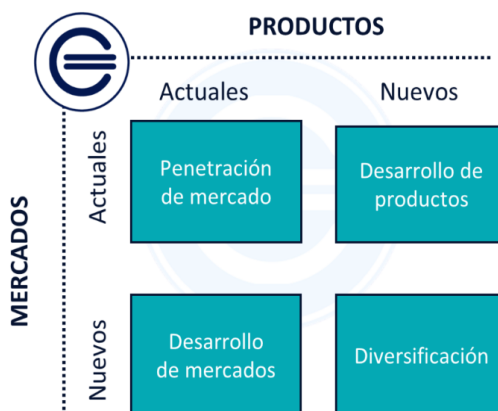 PRODUCTOS
Actuales
Nuevos
MERCADOS
Actuales
Penetración
de mercado
Desarrollo de
productos
Nuevos
Desarrollo
de mercados
Diversificación